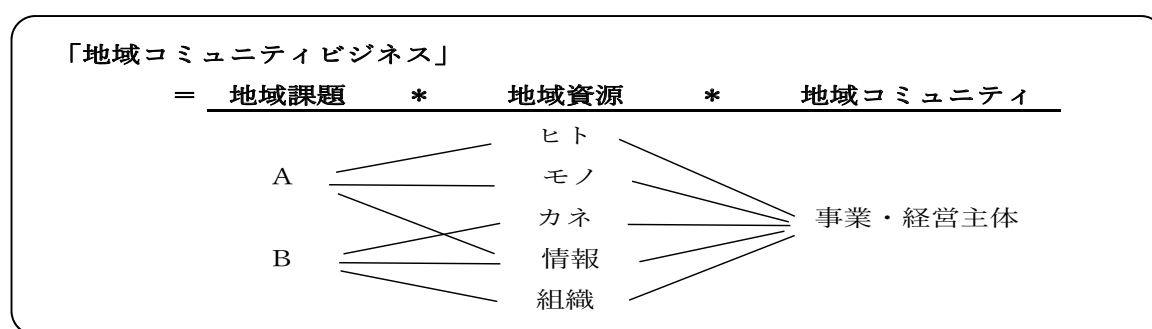 「地域コミュニティビジネス」
＝ 地域課題 * 地域資源 * 地域コミュニティ
ヒト
A モノ
カネ 事業・経営主体
B 情報
組織